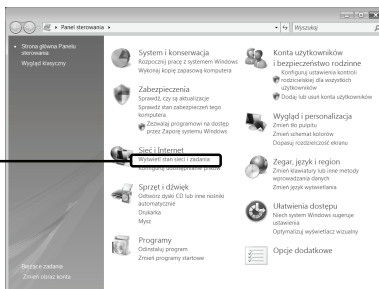 Panel sterowania
Wyszukaj
Strona główna Panelu
sterowania
Wygląd klasyczny
Bieżące zadania
Zmień obraz konta
System i konserwacja
Rozpocznij pracę z systemem Windows
Wykonaj kopię zapasową komputera
Zabezpieczenia
Sprawdź, czy są aktualizacje
Sprawdź stan zabezpieczeń tego
komputera
Zezwalaj programowi na dostęp
przez Zaporę systemu Windows
Sieć i Internet
Wyświetl stan sieci i zadania
Konfiguruj udostępnianie plików
Sprzęt i dźwięk
Odtwórz dyski CD lub inne nośniki
automatycznie
Drukarka
Mysz
Programy
Odinstaluj program
Zmień programy startowe
Konta użytkowników
i bezpieczeństwo rodzinne
Konfiguruj ustawienia kontroli
rodzicielskiej dla wszystkich
użytkowników
Dodaj lub usuń konta użytkowników
Wygląd i personalizacja
Zmień tło pulpitu
Zmień schemat kolorów
Dopasuj rozdzielczość ekranu
Zegar, język i region
Zmień klawiatury lub inne metody
wprowadzania danych
Zmień język wyświetlania
Ułatwienia dostępu
Niech system Windows sugeruje
ustawienia
Optymalizuj wyświetlacz wizualny
Opcje dodatkowe